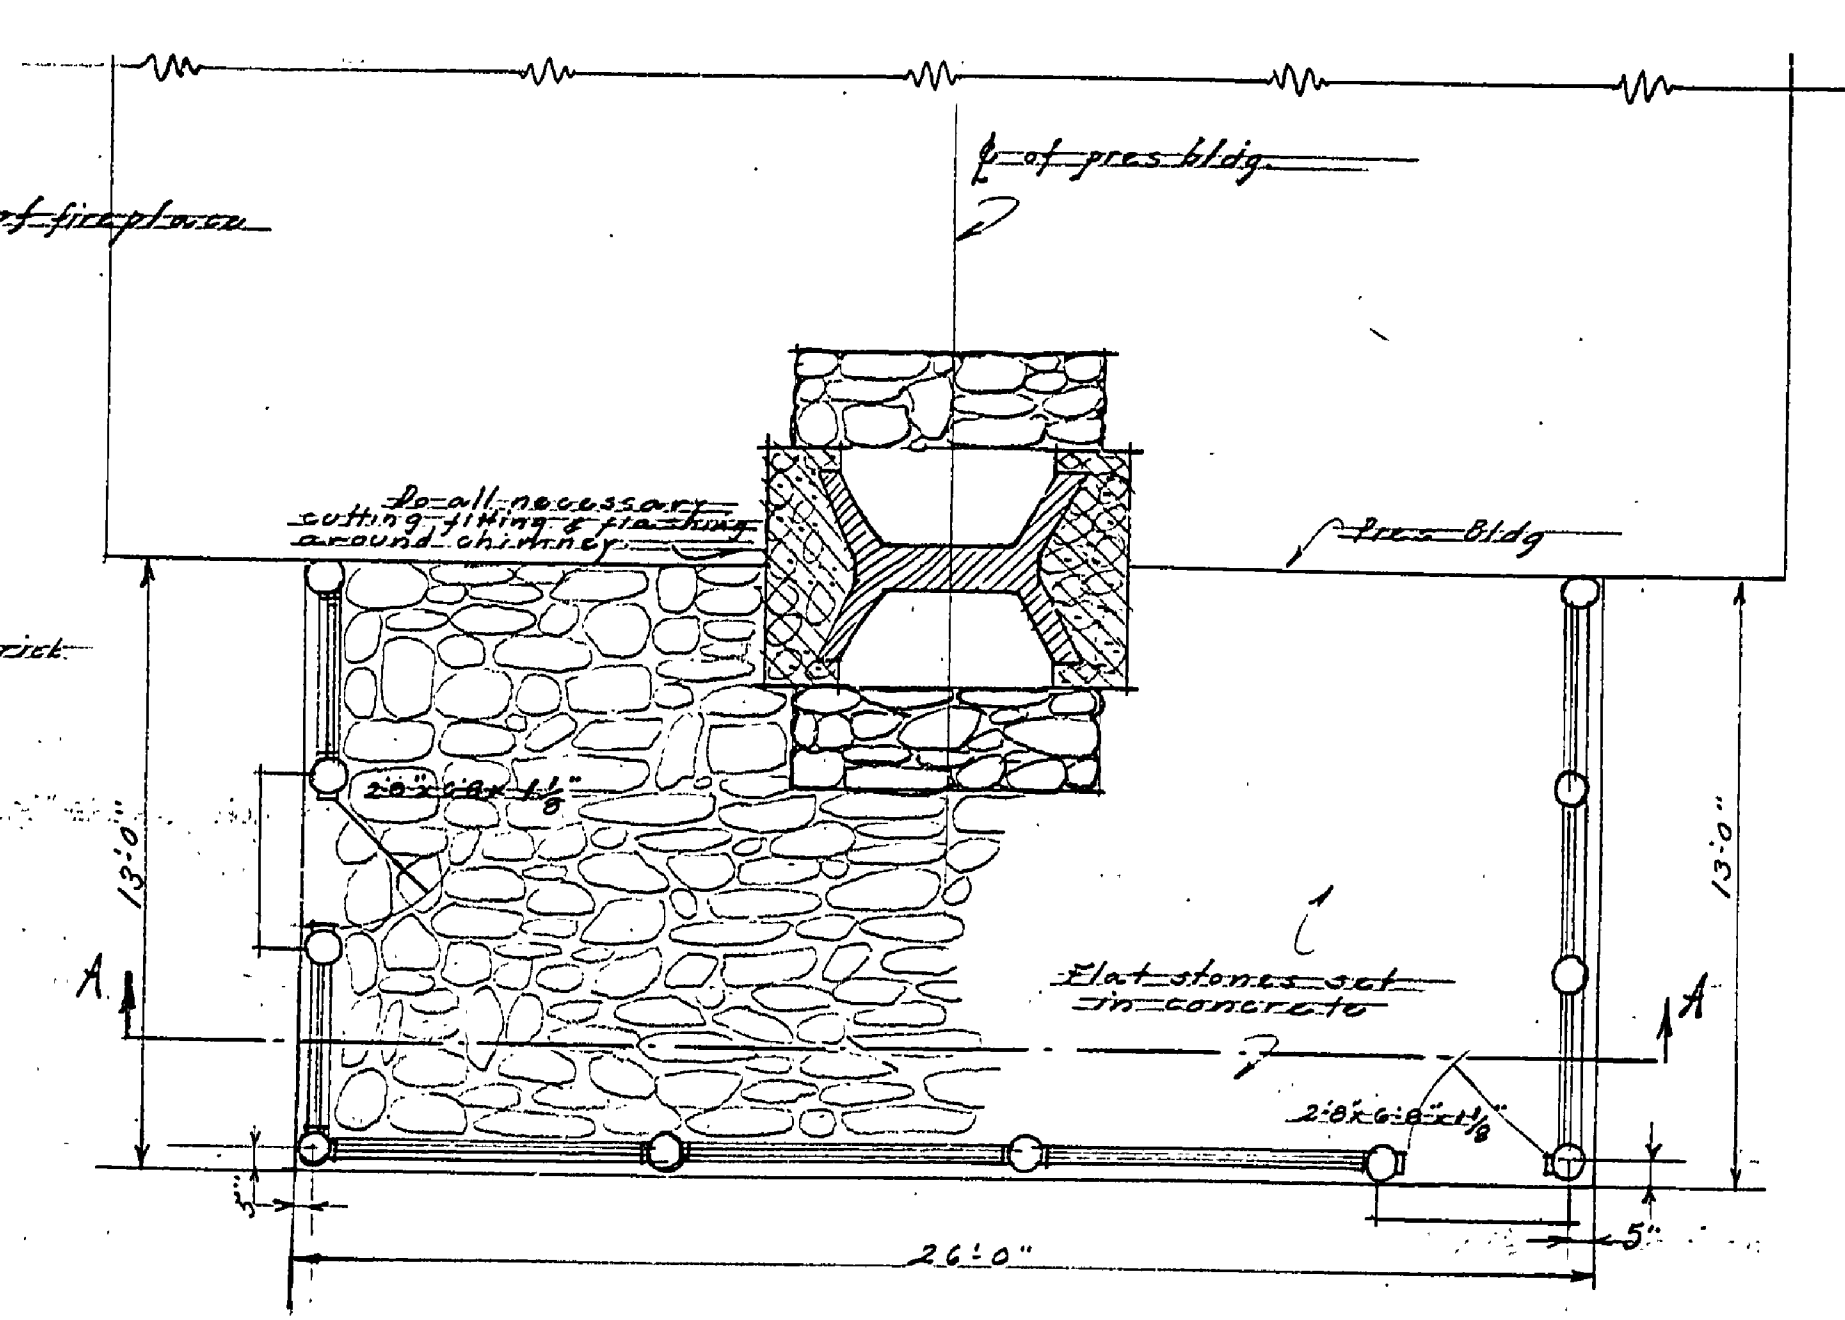 ℄ of pres bldg.
of fireplace
Do all necessary
cutting, fitting & flashing
around chimney
Pres Bldg
2'-8" x 6'-8" x 1 1/8"
13'-0"
13'-0"
A
A
Flat stones set
in concrete
2'-8" x 6'-8" x 1 1/8"
5"
5"
26'-0"